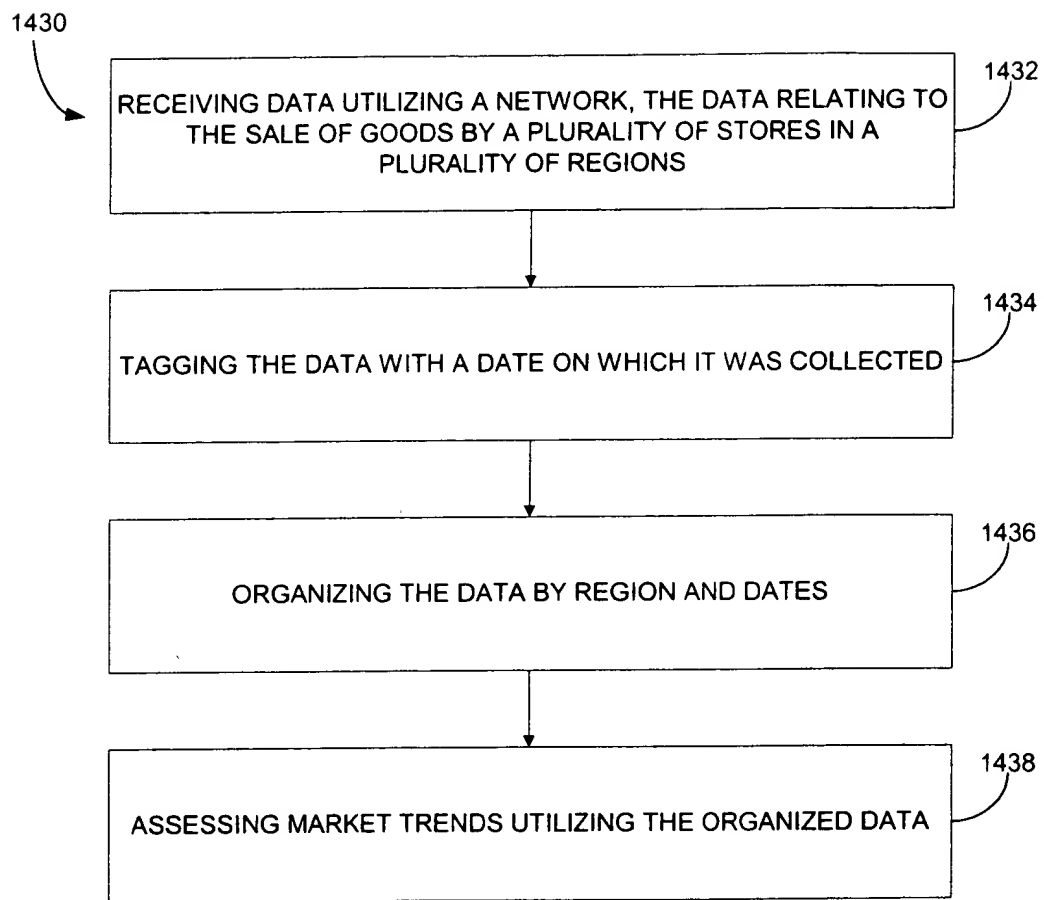 1430
1432
RECEIVING DATA UTILIZING A NETWORK, THE DATA RELATING TO
THE SALE OF GOODS BY A PLURALITY OF STORES IN A
PLURALITY OF REGIONS
1434
TAGGING THE DATA WITH A DATE ON WHICH IT WAS COLLECTED
1436
ORGANIZING THE DATA BY REGION AND DATES
1438
ASSESSING MARKET TRENDS UTILIZING THE ORGANIZED DATA